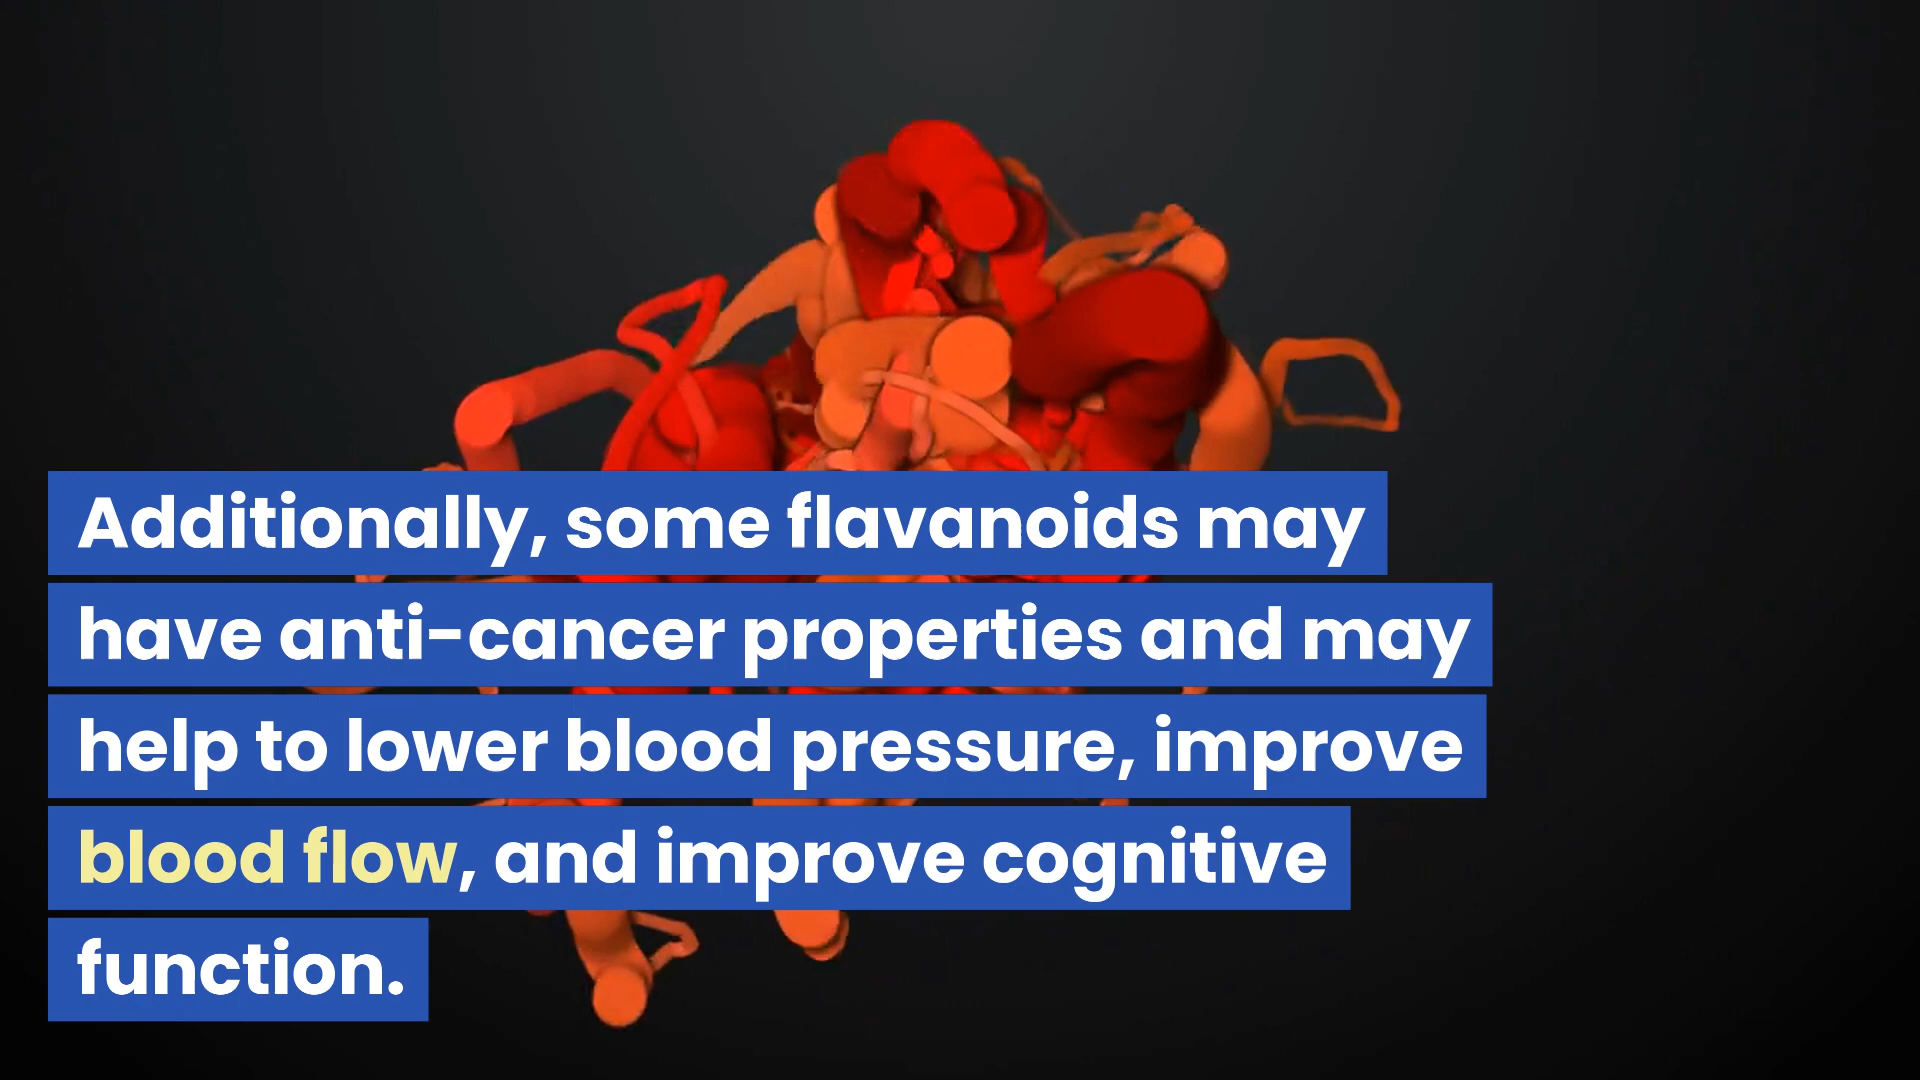 Additionally, some flavanoids may
have anti-cancer properties and may
help to lower blood pressure, improve
blood flow, and improve cognitive
function.